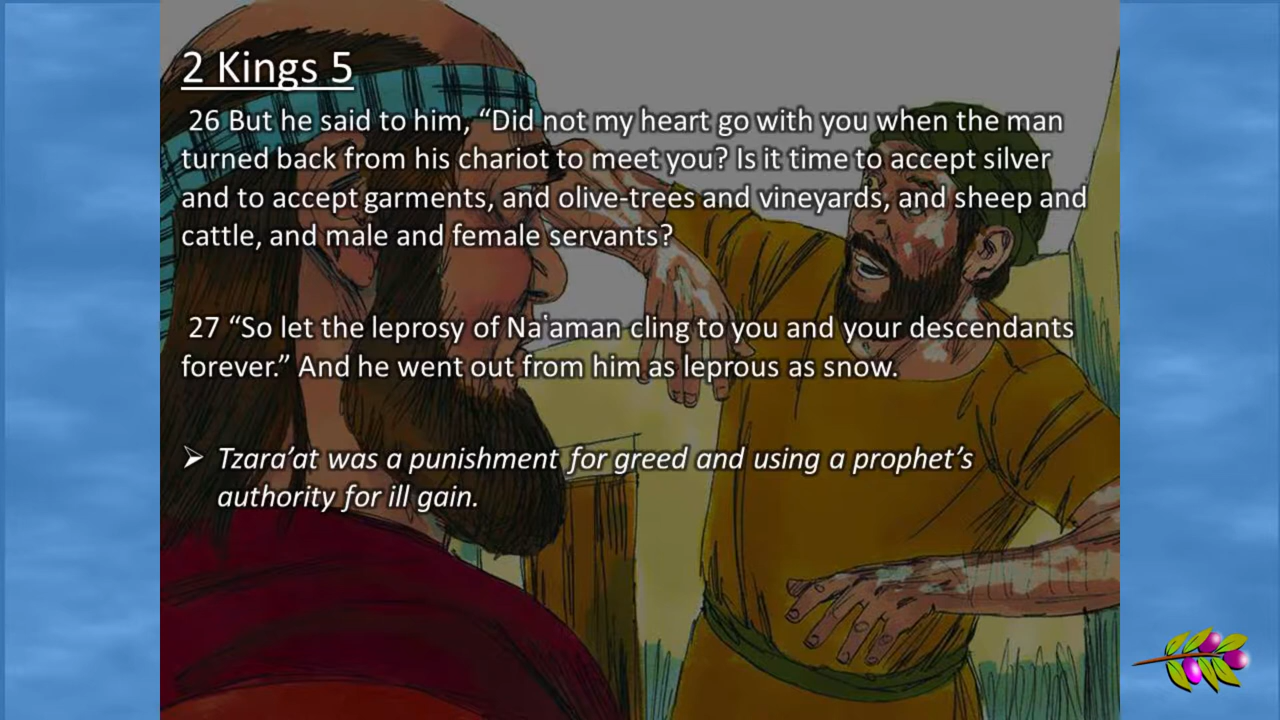 2 Kings 5
26 But he said to him, “Did not my heart go with you when the man
turned back from his chariot to meet you? Is it time to accept silver
and to accept garments, and olive-trees and vineyards, and sheep and
cattle, and male and female servants?
27 “So let the leprosy of Naʽaman cling to you and your descendants
forever.” And he went out from him as leprous as snow.
➢ Tzara’at was a punishment for greed and using a prophet’s
authority for ill gain.